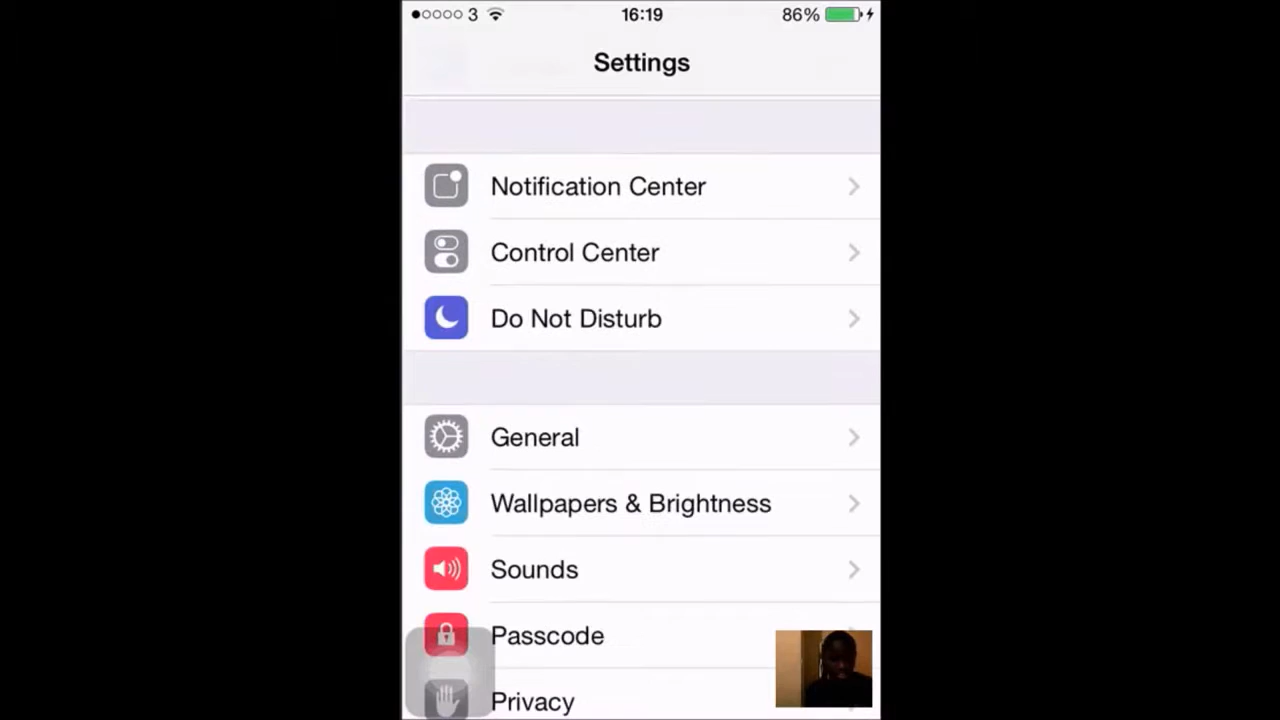 3 16:19 86%
Settings
Notification Center
Control Center
Do Not Disturb
General
Wallpapers & Brightness
Sounds
Passcode
Privacy